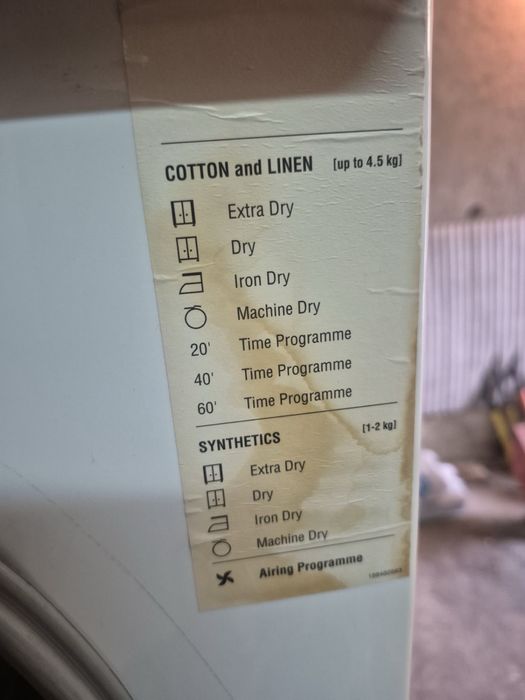 COTTON and LINEN [up to 4.5 kg]
Extra Dry
Dry
Iron Dry
Machine Dry
20' Time Programme
40' Time Programme
60' Time Programme
SYNTHETICS [1-2 kg]
Extra Dry
Dry
Iron Dry
Machine Dry
Airing Programme